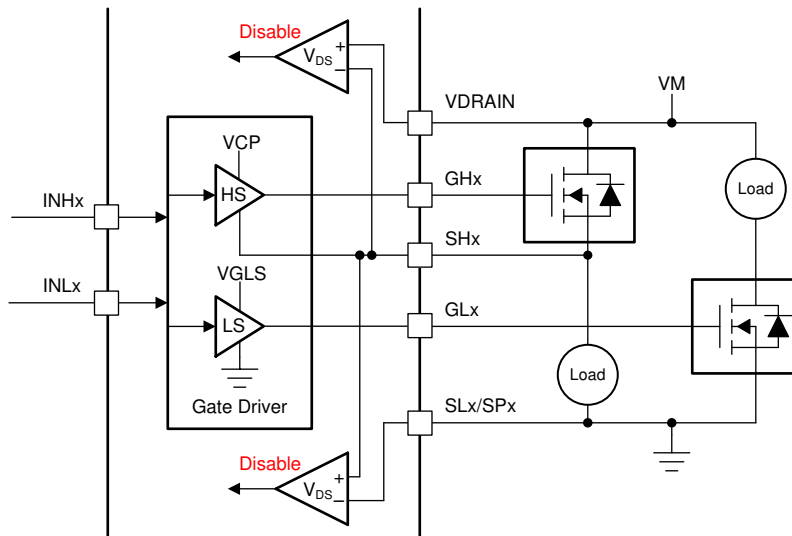 Disable
VDS
+
−
VDRAIN
VM
VCP
HS
GHx
Load
INHx
SHx
INLx
VGLS
LS
GLx
Load
Gate Driver
SLx/SPx
Disable
VDS
+
−